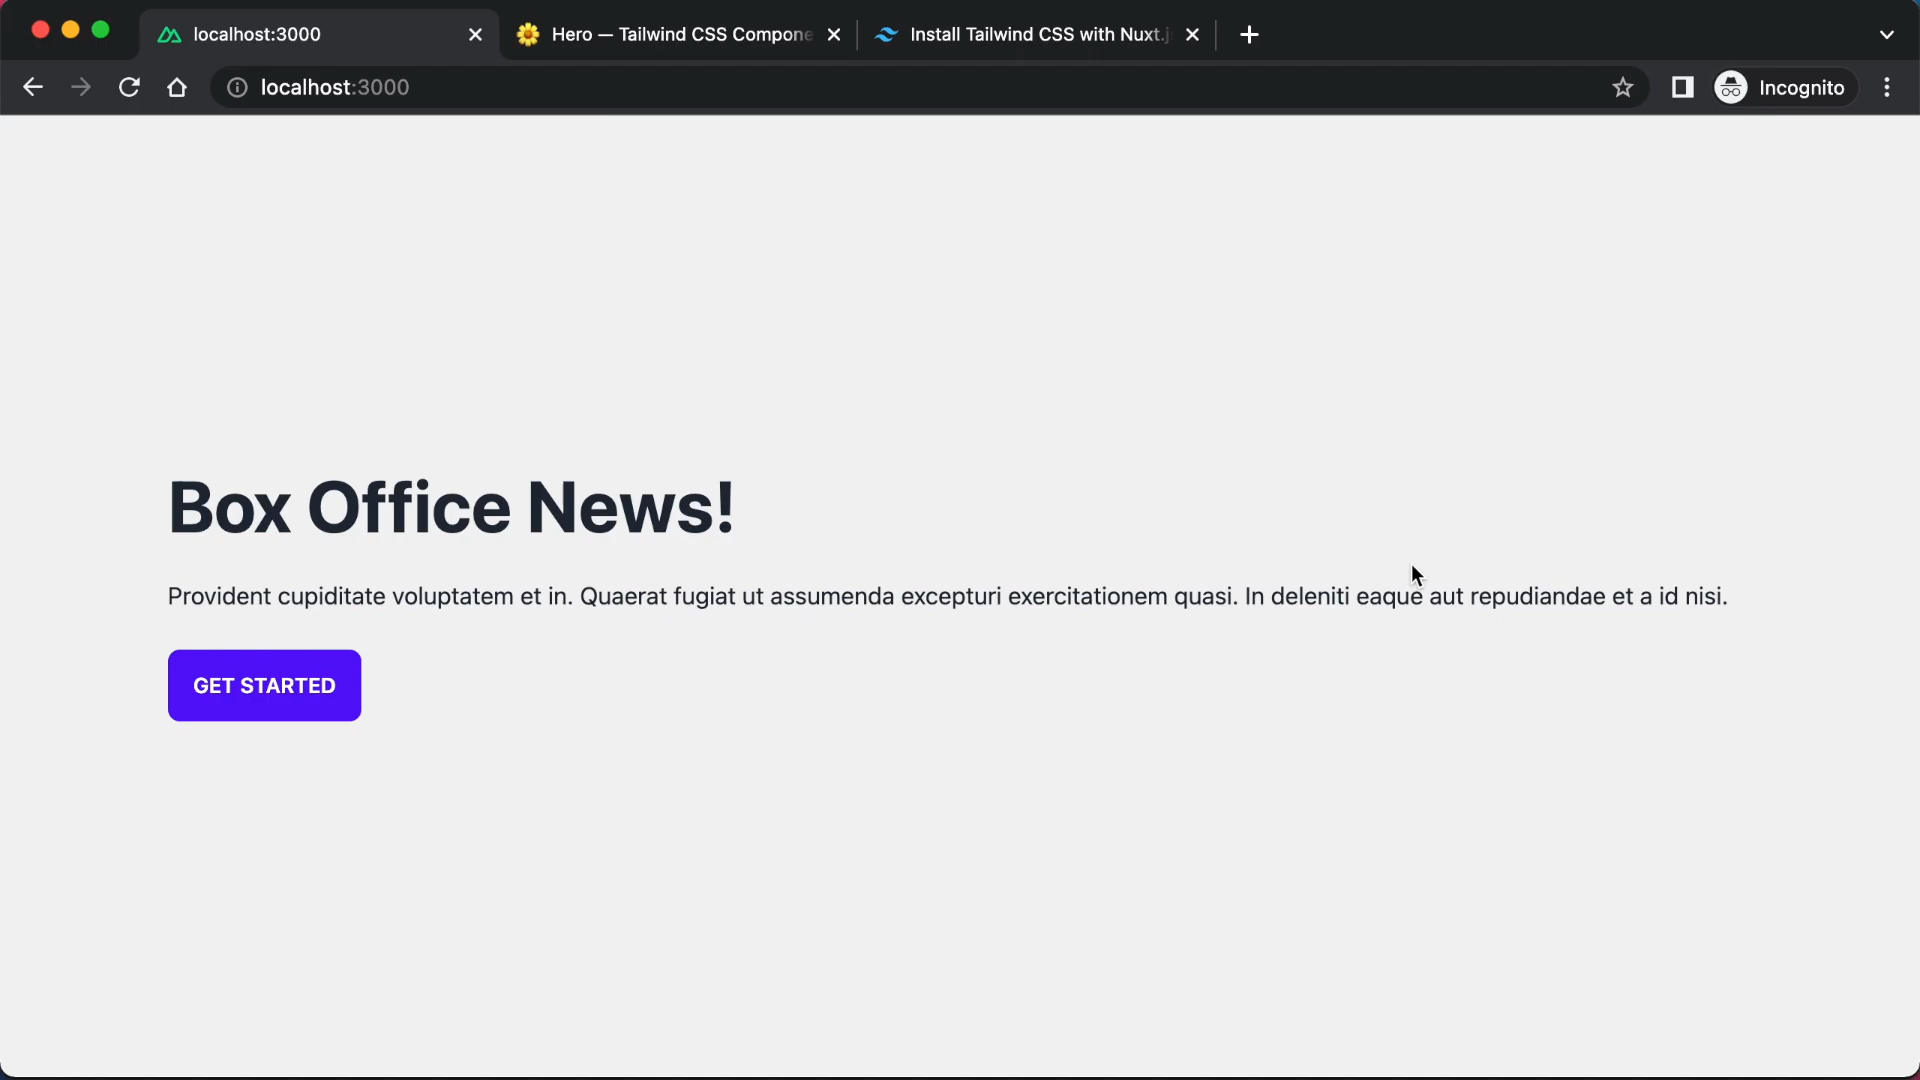 localhost:3000
Hero — Tailwind CSS Compone
Install Tailwind CSS with Nuxt.j
localhost:3000
Incognito
Box Office News!
Provident cupiditate voluptatem et in. Quaerat fugiat ut assumenda excepturi exercitationem quasi. In deleniti eaque aut repudiandae et a id nisi.
GET STARTED